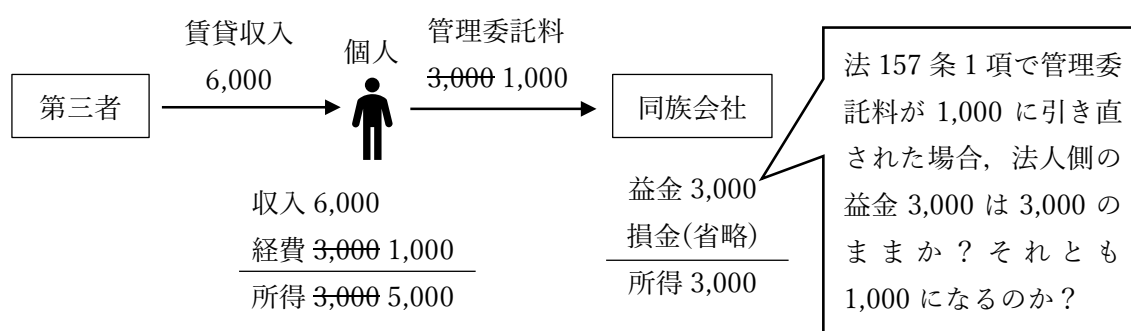 賃貸収入
6,000
個人
管理委託料
3,000 1,000
第三者
同族会社
収入 6,000
経費 3,000 1,000
所得 3,000 5,000
益金 3,000
損金(省略)
所得 3,000
法 157 条 1 項で管理委
託料が 1,000 に引き直
された場合，法人側の
益金 3,000 は 3,000 の
ままか？それとも
1,000 になるのか？